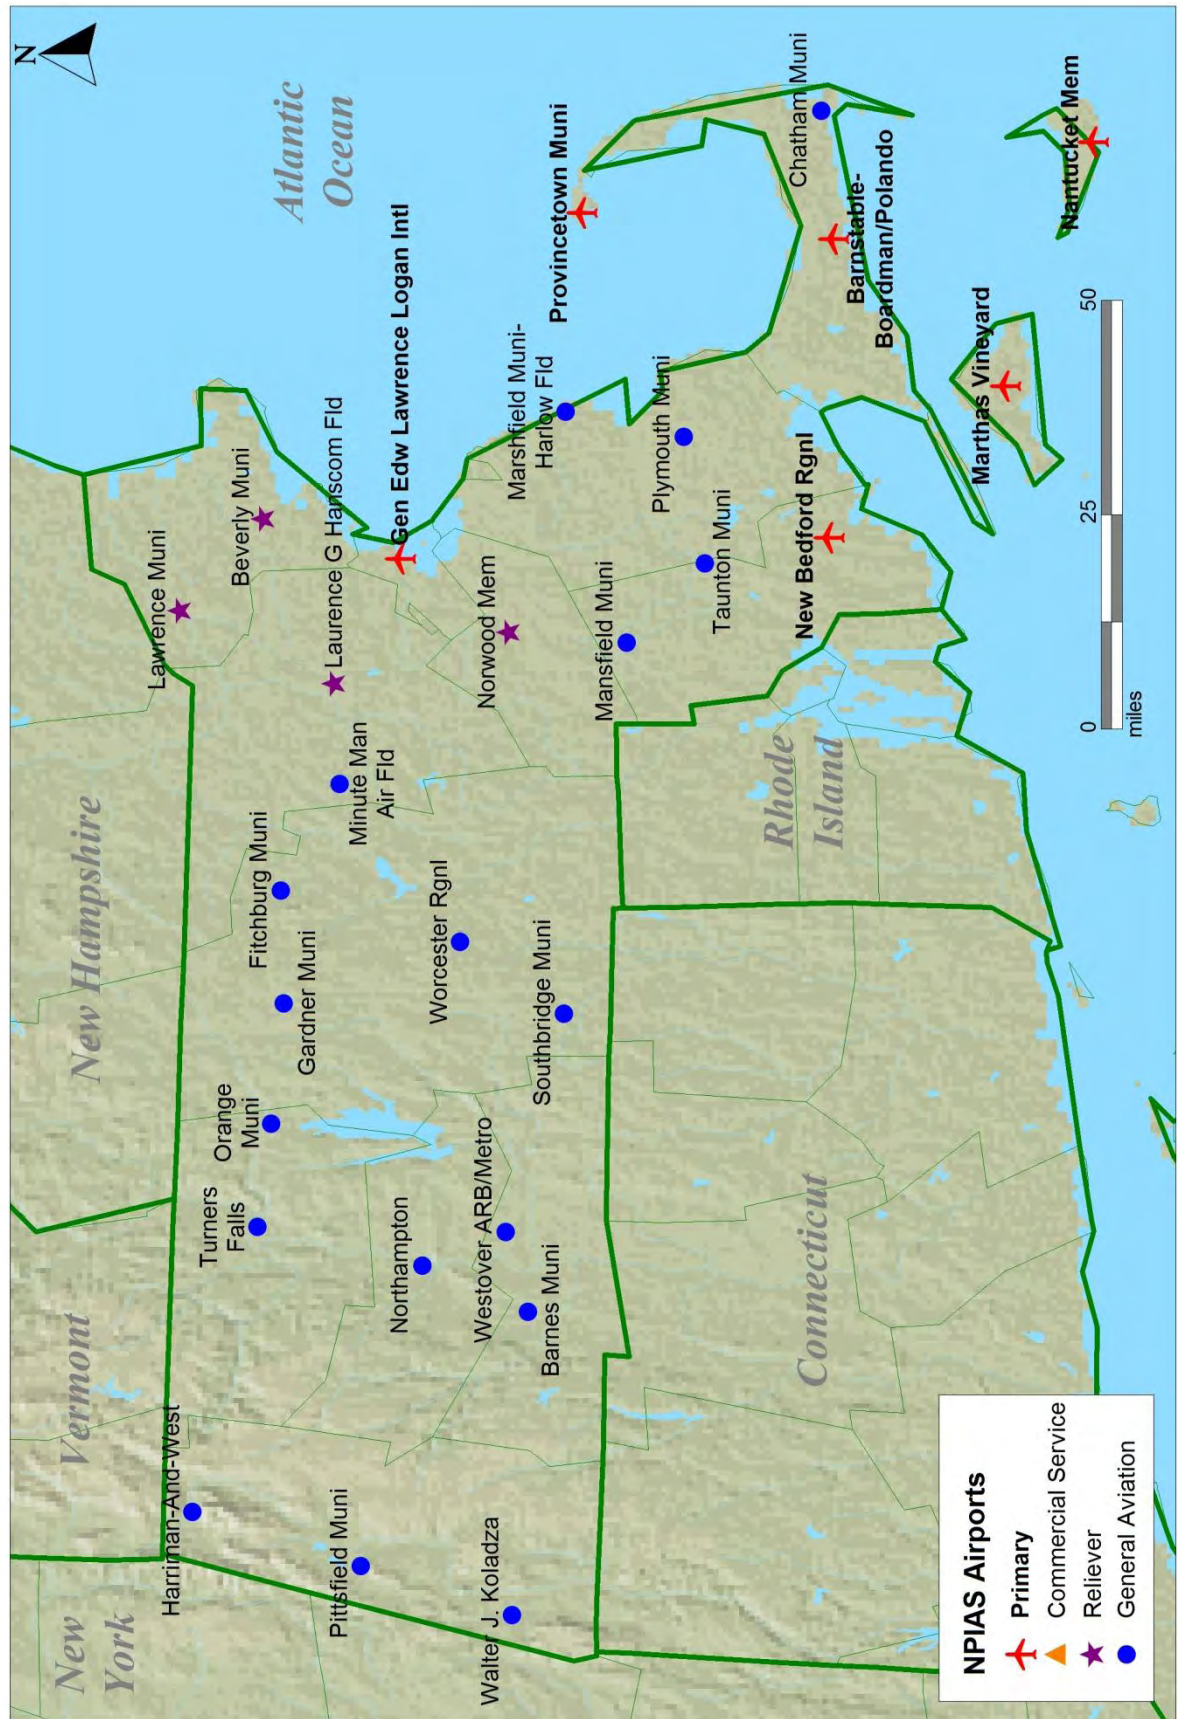 N
New
York
Vermont
New Hampshire
Atlantic
Ocean
Harriman-And-West
Turners
Falls
Orange
Muni
Gardner Muni
Fitchburg Muni
Lawrence Muni
Beverly Muni
Pittsfield Muni
Minute Man
Air Fld
Laurence G Hanscom Fld
Gen Edw Lawrence Logan Intl
Northampton
Worcester Rgnl
Walter J. Koladza
Westover ARB/Metro
Barnes Muni
Southbridge Muni
Norwood Mem
Marshfield Muni-
Harlow Fld
Provincetown Muni
Mansfield Muni
Plymouth Muni
Taunton Muni
Chatham Muni
New Bedford Rgnl
Barnstable-
Boardman/Polando
Connecticut
Rhode
Island
Marthas Vineyard
Nantucket Mem
NPIAS Airports
Primary
Commercial Service
Reliever
General Aviation
0 25 50
miles